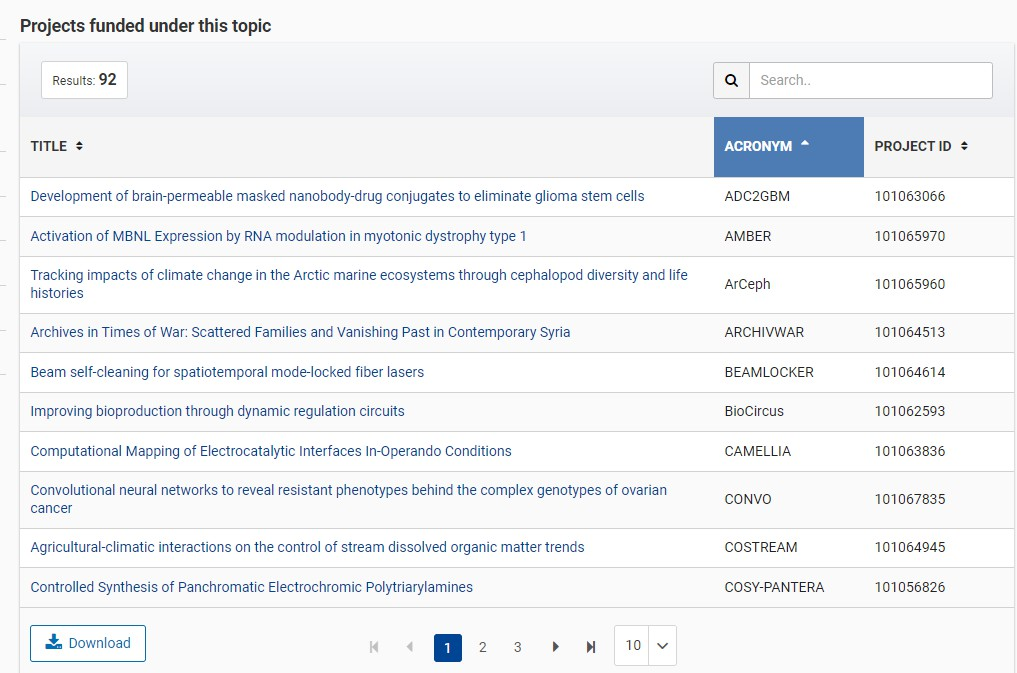 Projects funded under this topic
Results: 92
Search..
TITLE ACRONYM PROJECT ID
Development of brain-permeable masked nanobody-drug conjugates to eliminate glioma stem cells ADC2GBM 101063066
Activation of MBNL Expression by RNA modulation in myotonic dystrophy type 1 AMBER 101065970
Tracking impacts of climate change in the Arctic marine ecosystems through cephalopod diversity and life
histories ArCeph 101065960
Archives in Times of War: Scattered Families and Vanishing Past in Contemporary Syria ARCHIVWAR 101064513
Beam self-cleaning for spatiotemporal mode-locked fiber lasers BEAMLOCKER 101064614
Improving bioproduction through dynamic regulation circuits BioCircus 101062593
Computational Mapping of Electrocatalytic Interfaces In-Operando Conditions CAMELLIA 101063836
Convolutional neural networks to reveal resistant phenotypes behind the complex genotypes of ovarian
cancer CONVO 101067835
Agricultural-climatic interactions on the control of stream dissolved organic matter trends COSTREAM 101064945
Controlled Synthesis of Panchromatic Electrochromic Polytriarylamines COSY-PANTERA 101056826
Download 1 2 3 10